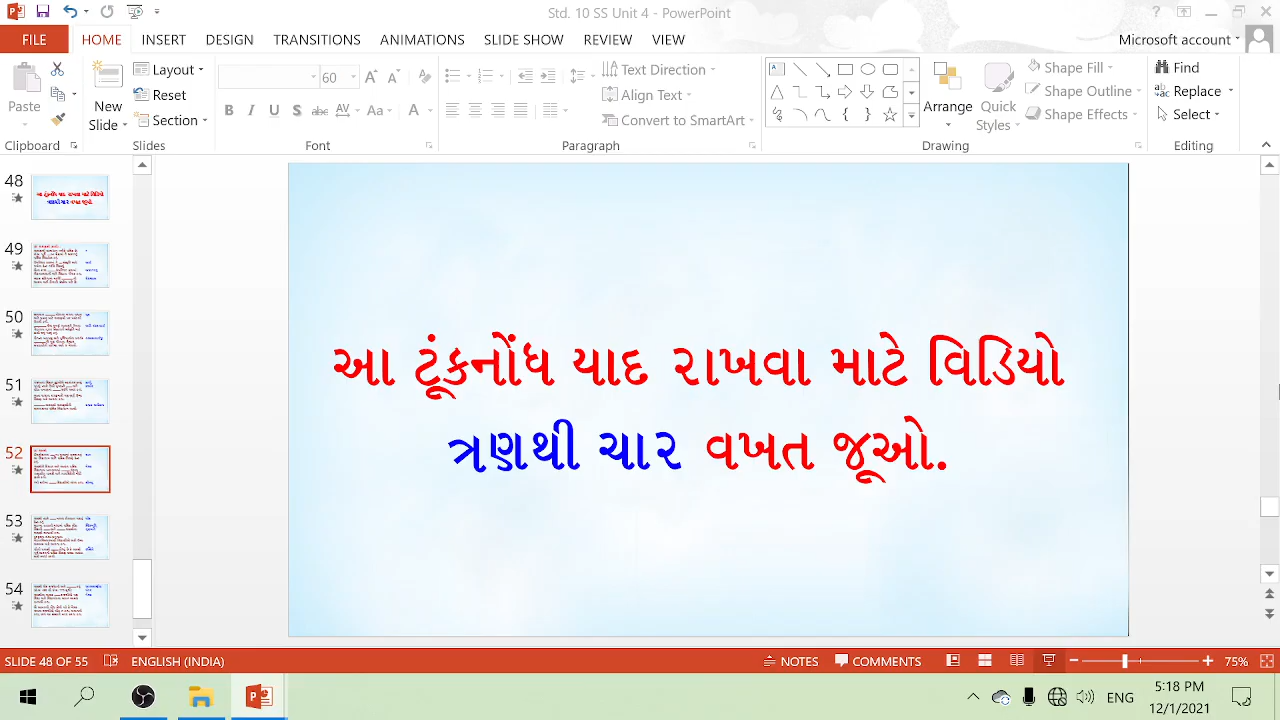 Std. 10 SS Unit 4 - PowerPoint
FILE HOME INSERT DESIGN TRANSITIONS ANIMATIONS SLIDE SHOW REVIEW VIEW Microsoft account
Paste
New
Slide
Layout
Reset
Section
60
Text Direction
Align Text
Convert to SmartArt
Arrange
Quick
Styles
Shape Fill
Shape Outline
Shape Effects
Find
Replace
Select
Clipboard Slides Font Paragraph Drawing Editing
48
49
50
51
52
53
54
આ ટૂંકનોંધ યાદ રાખવા માટે વિડિયો
ત્રણથી ચાર વખત જૂઓ.
SLIDE 48 OF 55 ENGLISH (INDIA) NOTES COMMENTS 75%
ENG
5:18 PM
12/1/2021